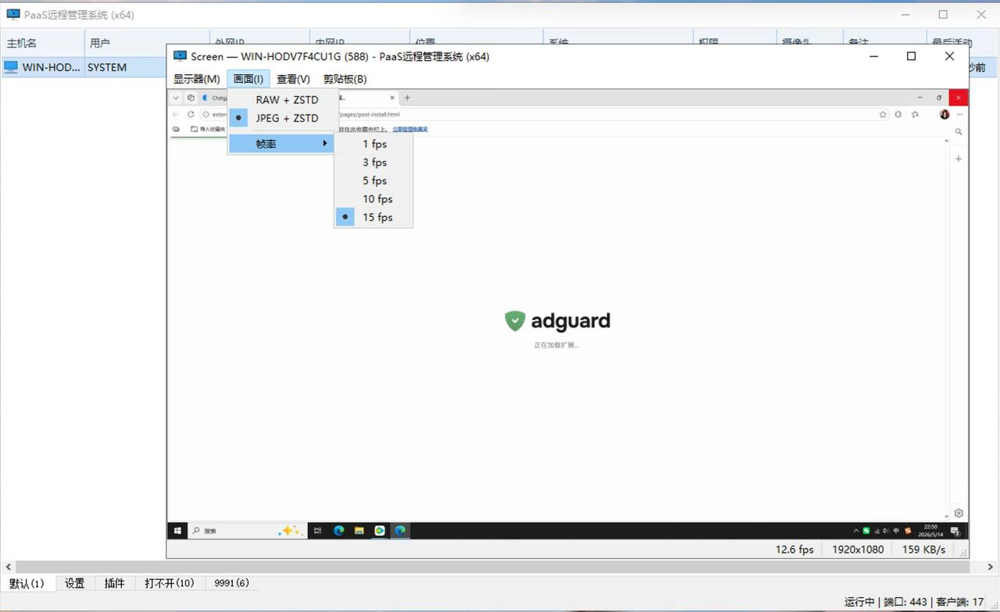 PaaS远程管理系统 (x64)
主机名 用户 外网IP 内网IP 位置 系统 权限 摄像头 备注 最后活动
WIN-HOD... SYSTEM 秒前
Screen — WIN-HODV7F4CU1G (588) - PaaS远程管理系统 (x64)
显示器(M) 画面(I) 查看(V) 剪贴板(B)
RAW + ZSTD
JPEG + ZSTD
帧率
1 fps
3 fps
5 fps
10 fps
15 fps
Chatg
exten /pages/post-install.html
导入收藏夹 放在此收藏夹栏上。 立即管理收藏夹
adguard
正在加载扩展...
搜索
中
22:50
2026/5/14
12.6 fps 1920x1080 159 KB/s
默认(1) 设置 插件 打不开(10) 9991(6)
运行中 | 端口: 443 | 客户端: 17